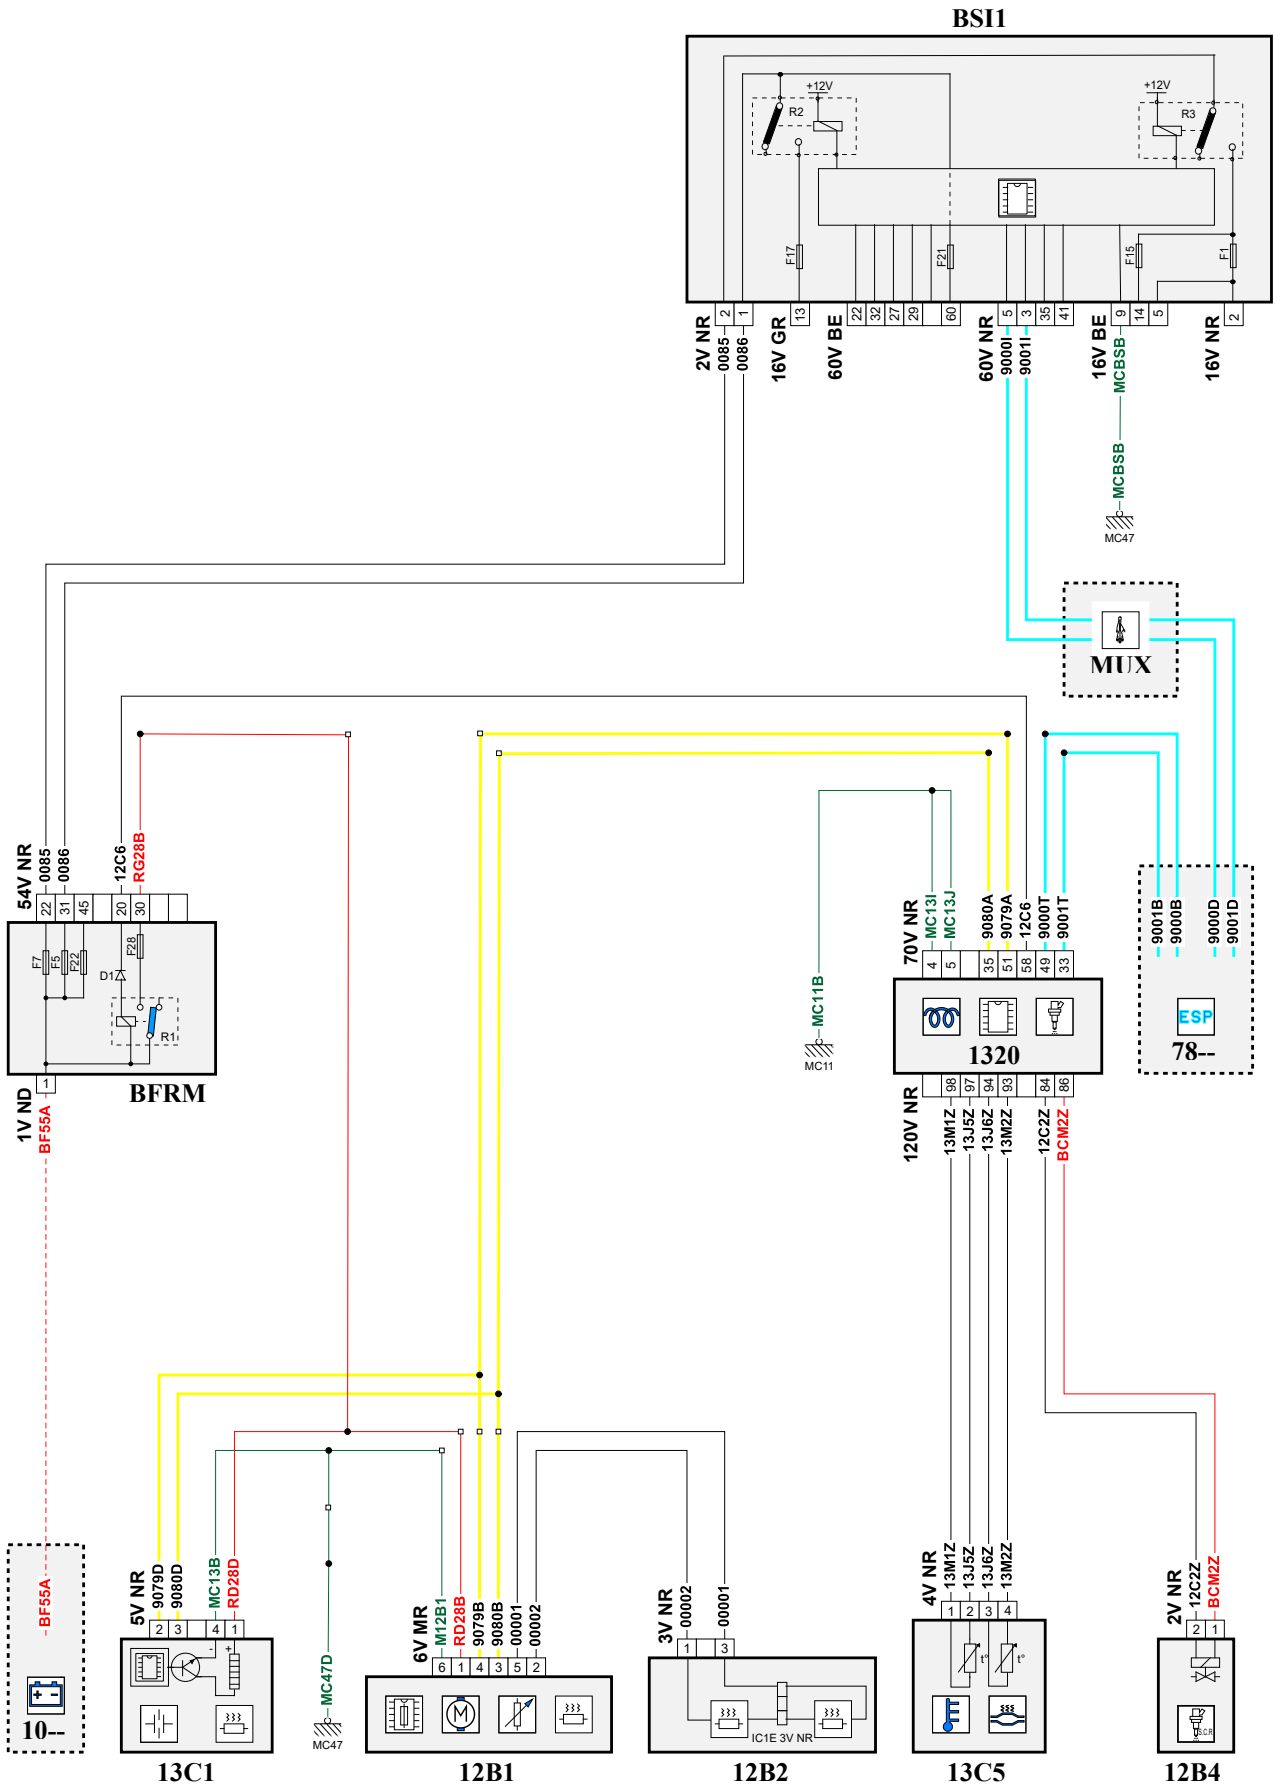 BSI1
+12V
R2
+12V
R3
F17
F21
F15
F1
2
1
13
22
32
27
29
60
5
3
35
41
9
14
5
2
2V NR
0085
0086
16V GR
60V BE
60V NR
9000I
9001I
16V BE
MCBSB
16V NR
MCBSB
MC47
MUX
54V NR
0085
0086
12C6
RG28B
22
31
45
20
30
F7
F5
F22
D1
F28
R1
1
BFRM
1V ND
BF55A
MC11B
MC11
70V NR
MC13I
MC13J
9080A
9079A
12C6
9000T
9001T
4
5
35
51
58
49
33
1320
98
97
94
93
84
86
120V NR
13M1Z
13J5Z
13J6Z
13M2Z
12C2Z
BCM2Z
9001B
9000B
9000D
9001D
ESP
78--
BF55A
10--
5V NR
9079D
9080D
MC13B
RD28D
2
3
4
1
- +
13C1
MC47D
MC47
6V MR
M12B1
RD28B
9079B
9080B
00001
00002
6
1
4
3
5
2
M
12B1
3V NR
00002
00001
1
3
IC1E 3V NR
12B2
4V NR
13M1Z
13J5Z
13J6Z
13M2Z
1
2
3
4
t°
t°
13C5
2V NR
12C2Z
BCM2Z
2
1
S.C.R.
12B4